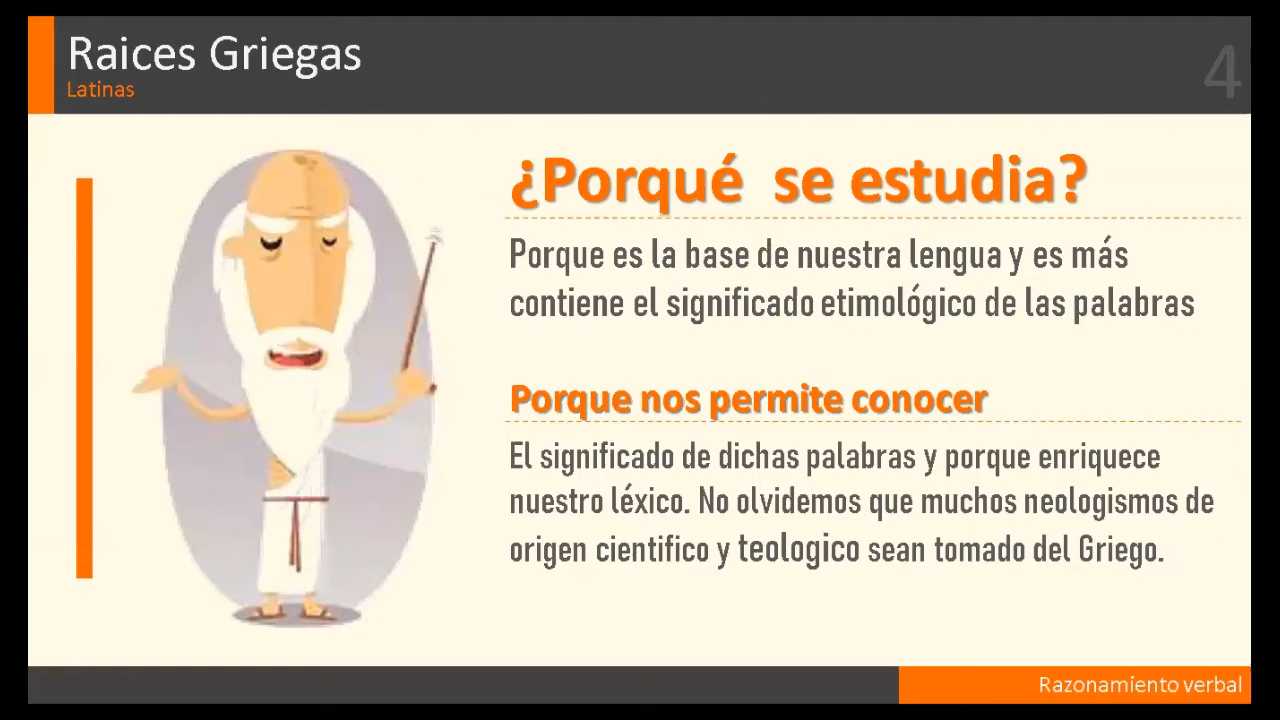 Raices Griegas
Latinas
4
¿Porqué se estudia?
Porque es la base de nuestra lengua y es más
contiene el significado etimológico de las palabras
Porque nos permite conocer
El significado de dichas palabras y porque enriquece
nuestro léxico. No olvidemos que muchos neologismos de
origen cientifico y teologico sean tomado del Griego.
Razonamiento verbal